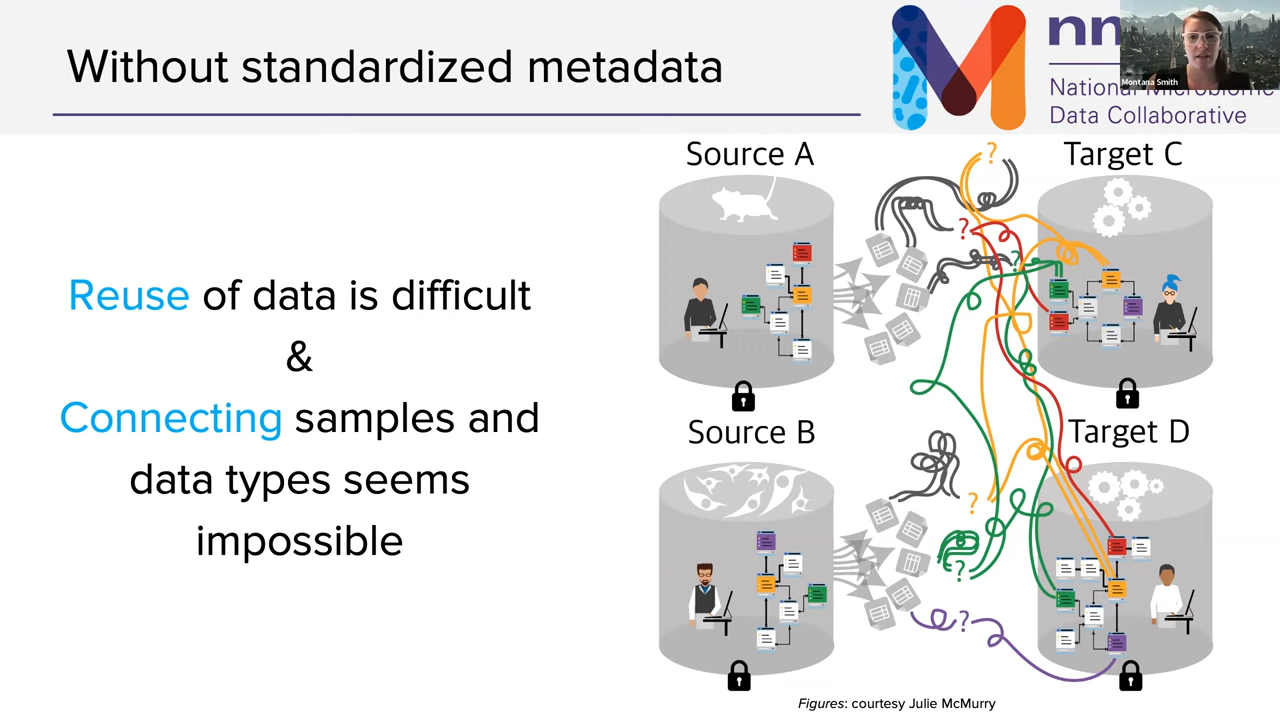 Without standardized metadata
nm
Montana Smith
National Microbiome
Data Collaborative
Source A
?
Target C
?
?
Reuse of data is difficult
&
Connecting samples and
data types seems
impossible
Source B
Target D
?
?
?
Figures: courtesy Julie McMurry